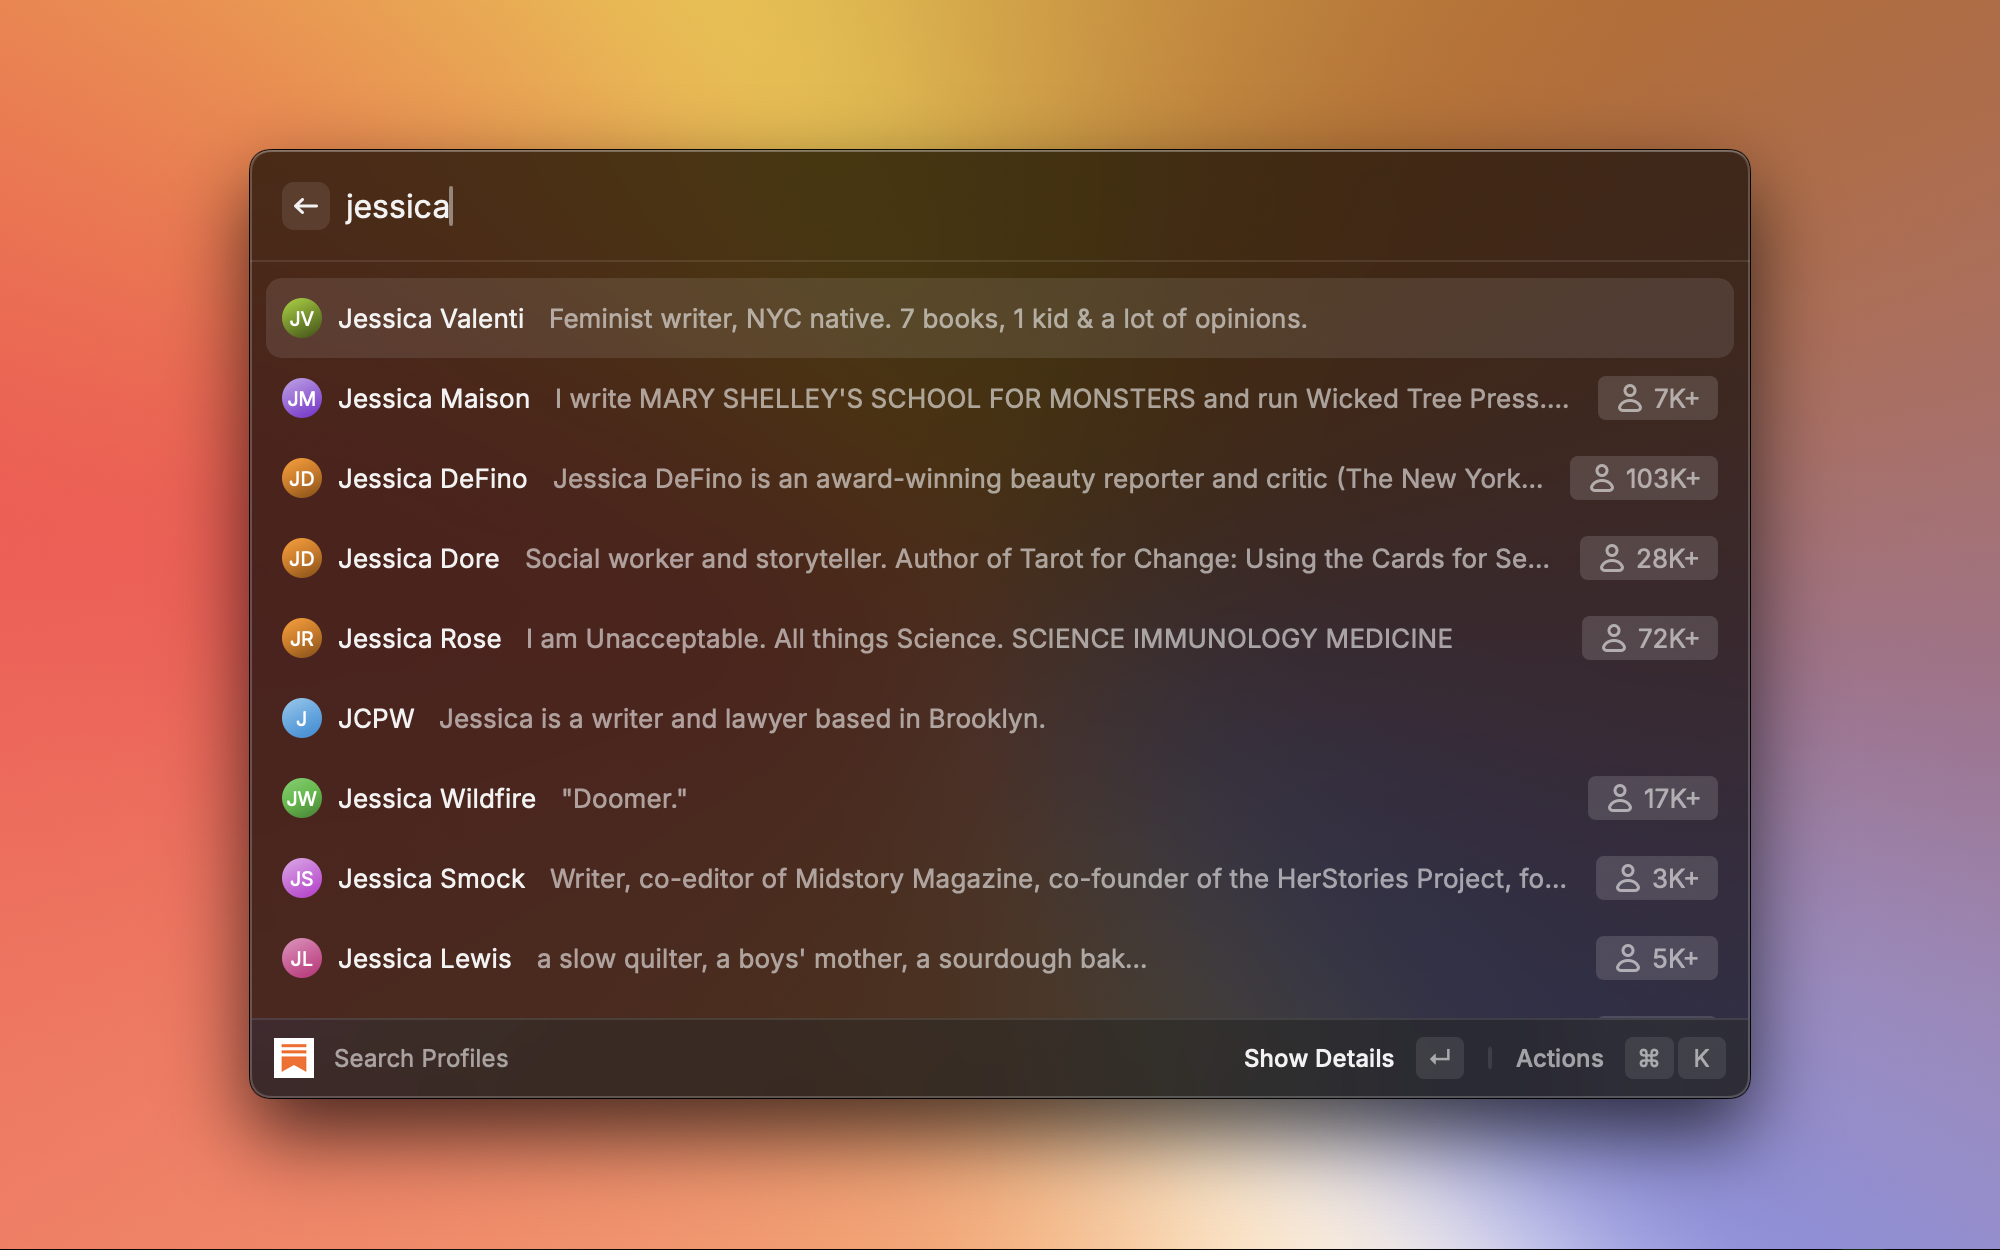 jessica
JV Jessica Valenti Feminist writer, NYC native. 7 books, 1 kid & a lot of opinions.
JM Jessica Maison I write MARY SHELLEY'S SCHOOL FOR MONSTERS and run Wicked Tree Press.... 7K+
JD Jessica DeFino Jessica DeFino is an award-winning beauty reporter and critic (The New York... 103K+
JD Jessica Dore Social worker and storyteller. Author of Tarot for Change: Using the Cards for Se... 28K+
JR Jessica Rose I am Unacceptable. All things Science. SCIENCE IMMUNOLOGY MEDICINE 72K+
J JCPW Jessica is a writer and lawyer based in Brooklyn.
JW Jessica Wildfire "Doomer." 17K+
JS Jessica Smock Writer, co-editor of Midstory Magazine, co-founder of the HerStories Project, fo... 3K+
JL Jessica Lewis a slow quilter, a boys' mother, a sourdough bak... 5K+
Search Profiles Show Details ↵ Actions ⌘ K